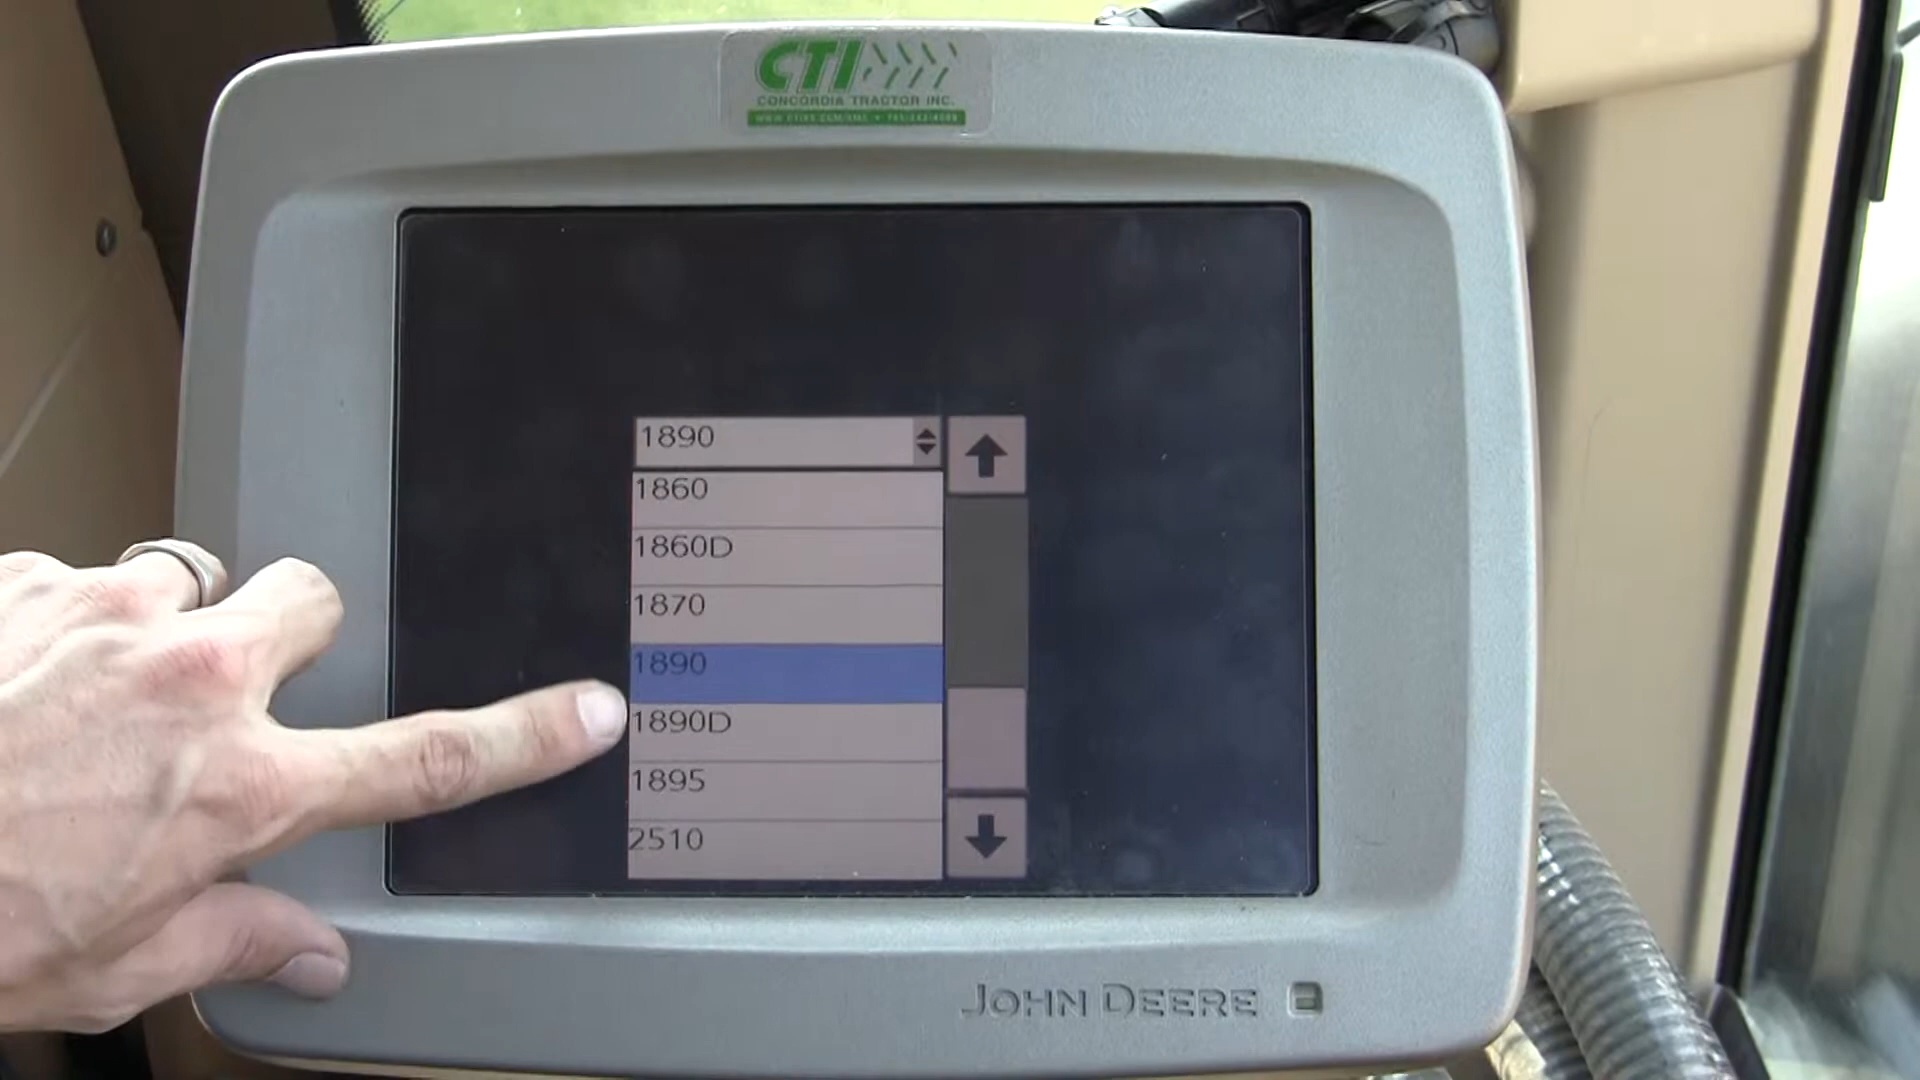 CTI
CONCORDIA TRACTOR INC.
1890
1860
1860D
1870
1890
1890D
1895
2510
JOHN DEERE